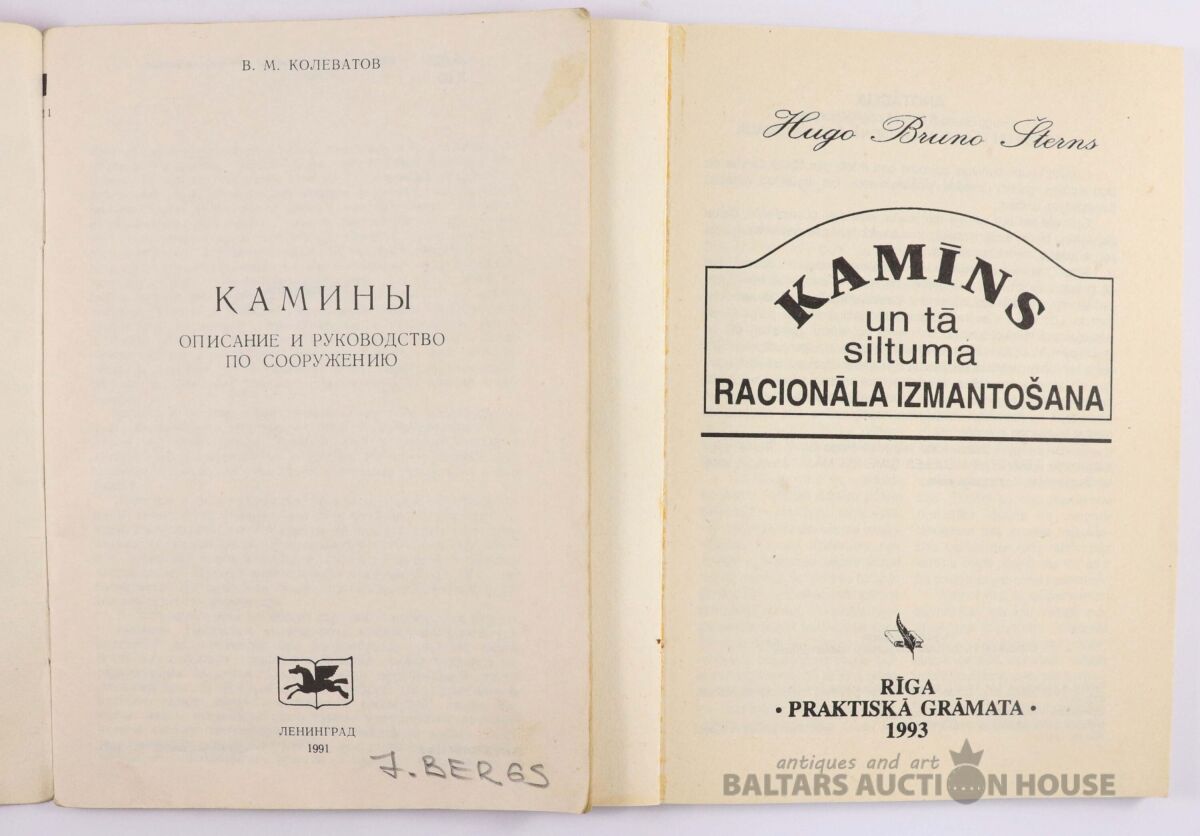 В. М. КОЛЕВАТОВ
КАМИНЫ
ОПИСАНИЕ И РУКОВОДСТВО
ПО СООРУЖЕНИЮ
ЛЕНИНГРАД
1991
J. BERGS
Hugo Bruno Šterns
KAMĪNS
un tā
siltuma
RACIONĀLA IZMANTOŠANA
RĪGA
• PRAKTISKĀ GRĀMATA •
1993
antiques and art
BALTARS AUCTION HOUSE